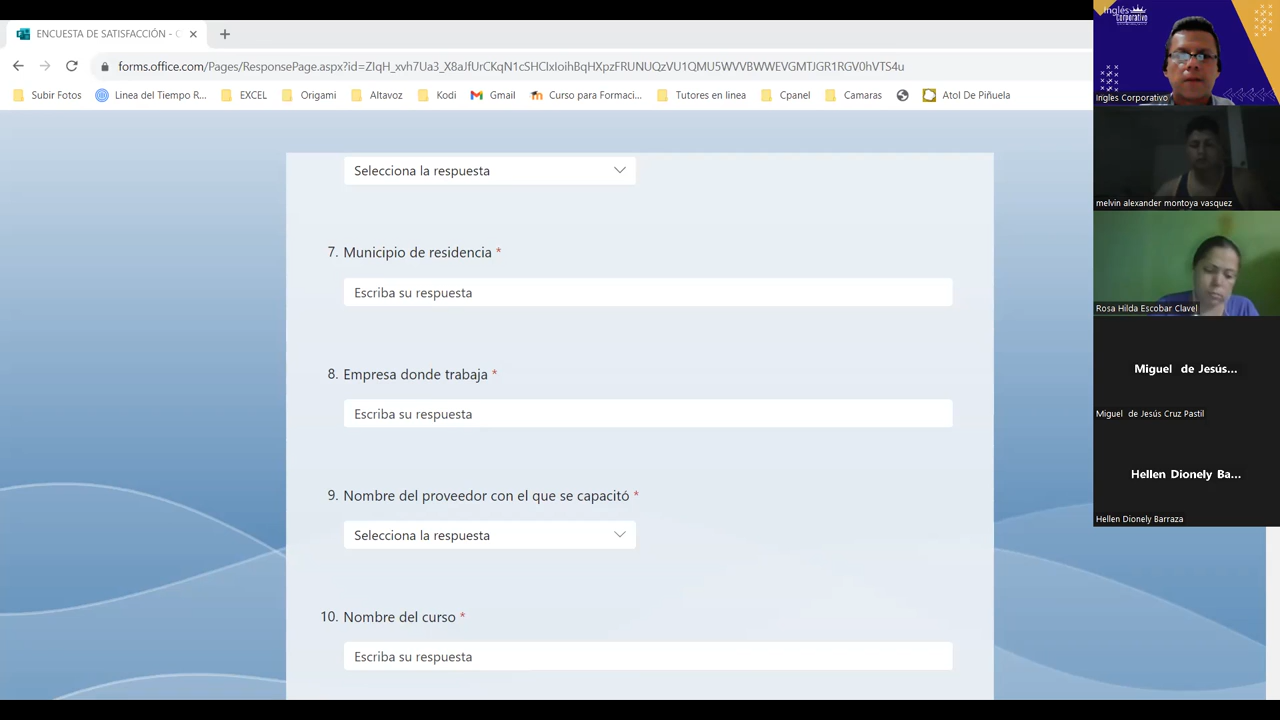 ENCUESTA DE SATISFACCIÓN - 
forms.office.com/Pages/ResponsePage.aspx?id=ZIqH_xvh7Ua3_X8aJfUXpKqN1cSHCIxIoihBqHXpzFRUNUQzVU1QMU5WVVBWWEVGMTJGR1RGV0hVTS4u
Subir Fotos
Linea del Tiempo R...
EXCEL
Origami
Altavoz
Kodi
Gmail
Curso para Formaci...
Tutores en linea
Cpanel
Camaras
Atol De Piñuela
Selecciona la respuesta
7. Municipio de residencia *
Escriba su respuesta
8. Empresa donde trabaja *
Escriba su respuesta
9. Nombre del proveedor con el que se capacitó *
Selecciona la respuesta
10. Nombre del curso *
Escriba su respuesta
Inglés
Corporativo
Ingles Corporativo
melvin alexander montoya vasquez
Rosa Hilda Escobar Clavel
Miguel de Jesús...
Miguel de Jesús Cruz Pastil
Hellen Dionely Ba...
Hellen Dionely Barraza